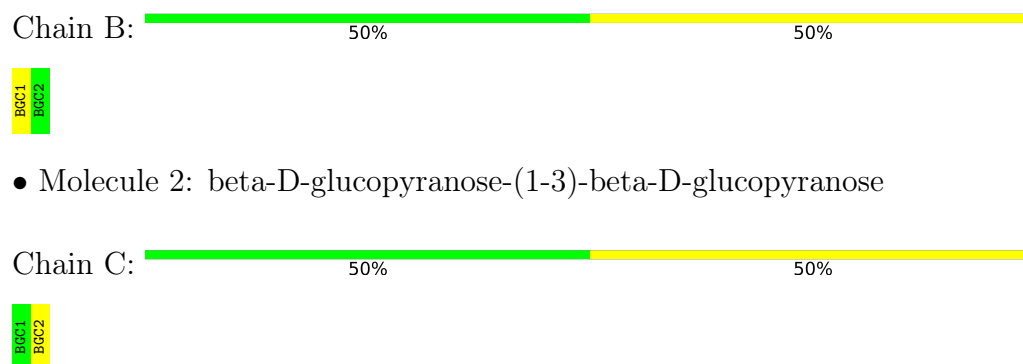 Chain B:
50% 50%
BGC1 BGC2
• Molecule 2: beta-D-glucopyranose-(1-3)-beta-D-glucopyranose
Chain C:
50% 50%
BGC1 BGC2